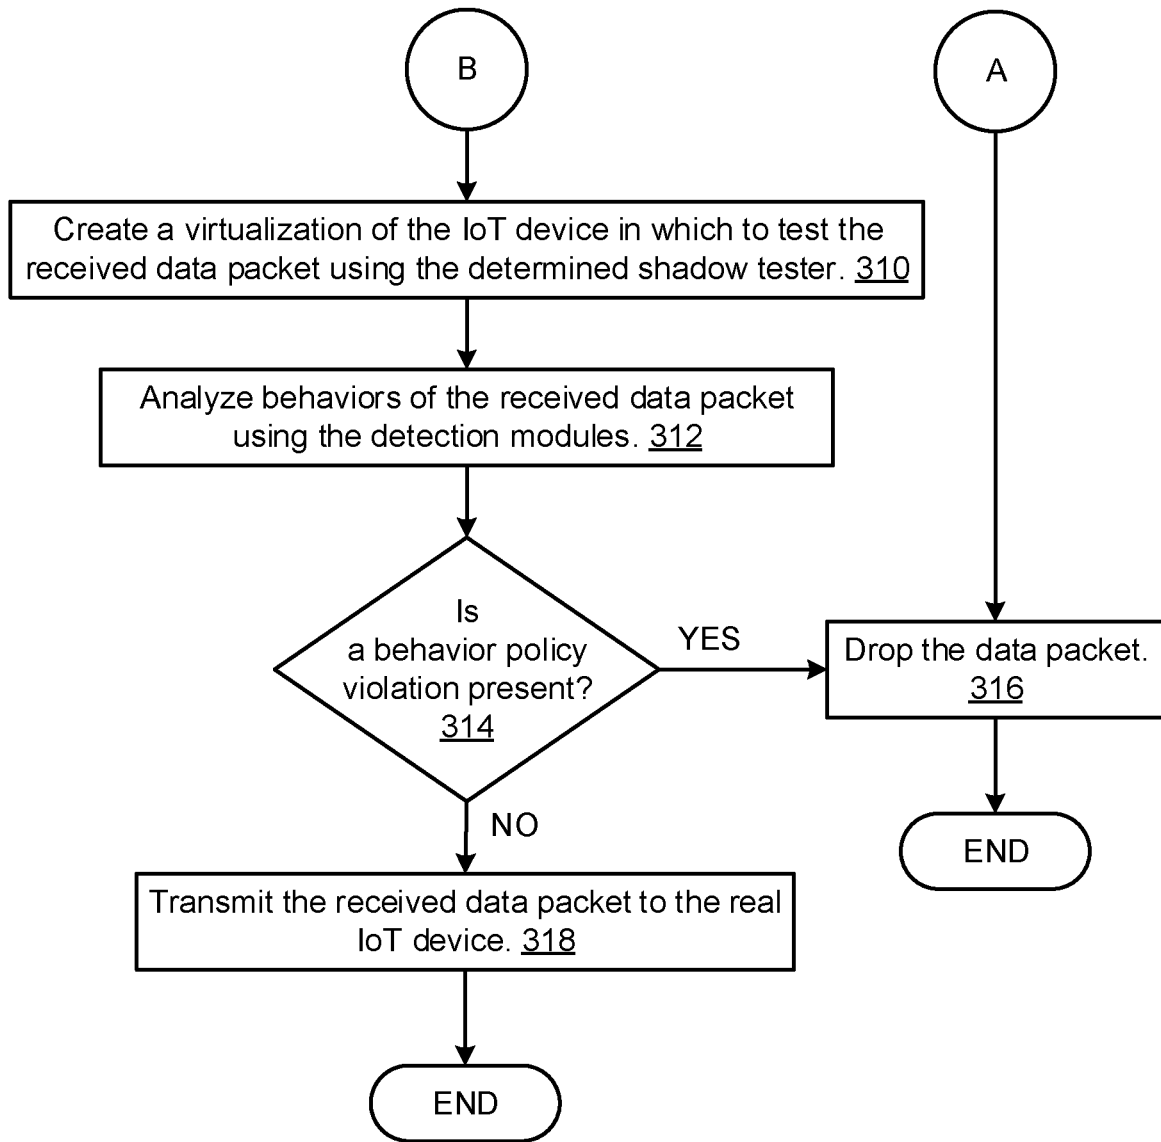 B
A
Create a virtualization of the IoT device in which to test the
received data packet using the determined shadow tester. 310
Analyze behaviors of the received data packet
using the detection modules. 312
Is
a behavior policy
violation present?
314
YES
Drop the data packet.
316
NO
END
Transmit the received data packet to the real
IoT device. 318
END